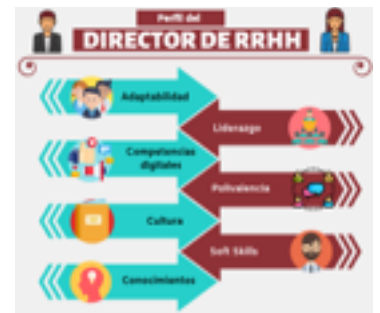 Perfil del
DIRECTOR DE RRHH
Adaptabilidad
Liderazgo
Competencias
digitales
Polivalencia
Cultura
Soft Skills
Conocimientos